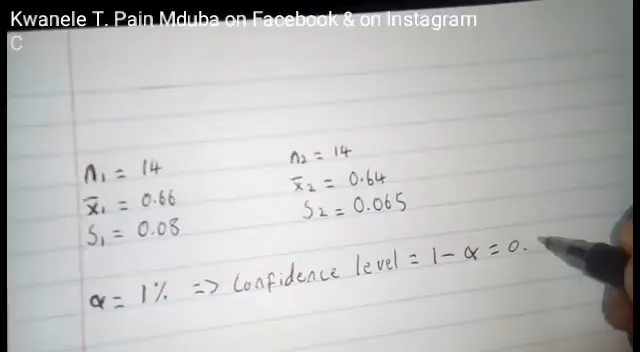 Kwanele T. Pain Mduba on Facebook & on Instagram
C
n₁ = 14 n₂ = 14
x̄₁ = 0.66 x̄₂ = 0.64
S₁ = 0.08 S₂ = 0.065
α = 1% => Confidence level = 1 - α = 0.